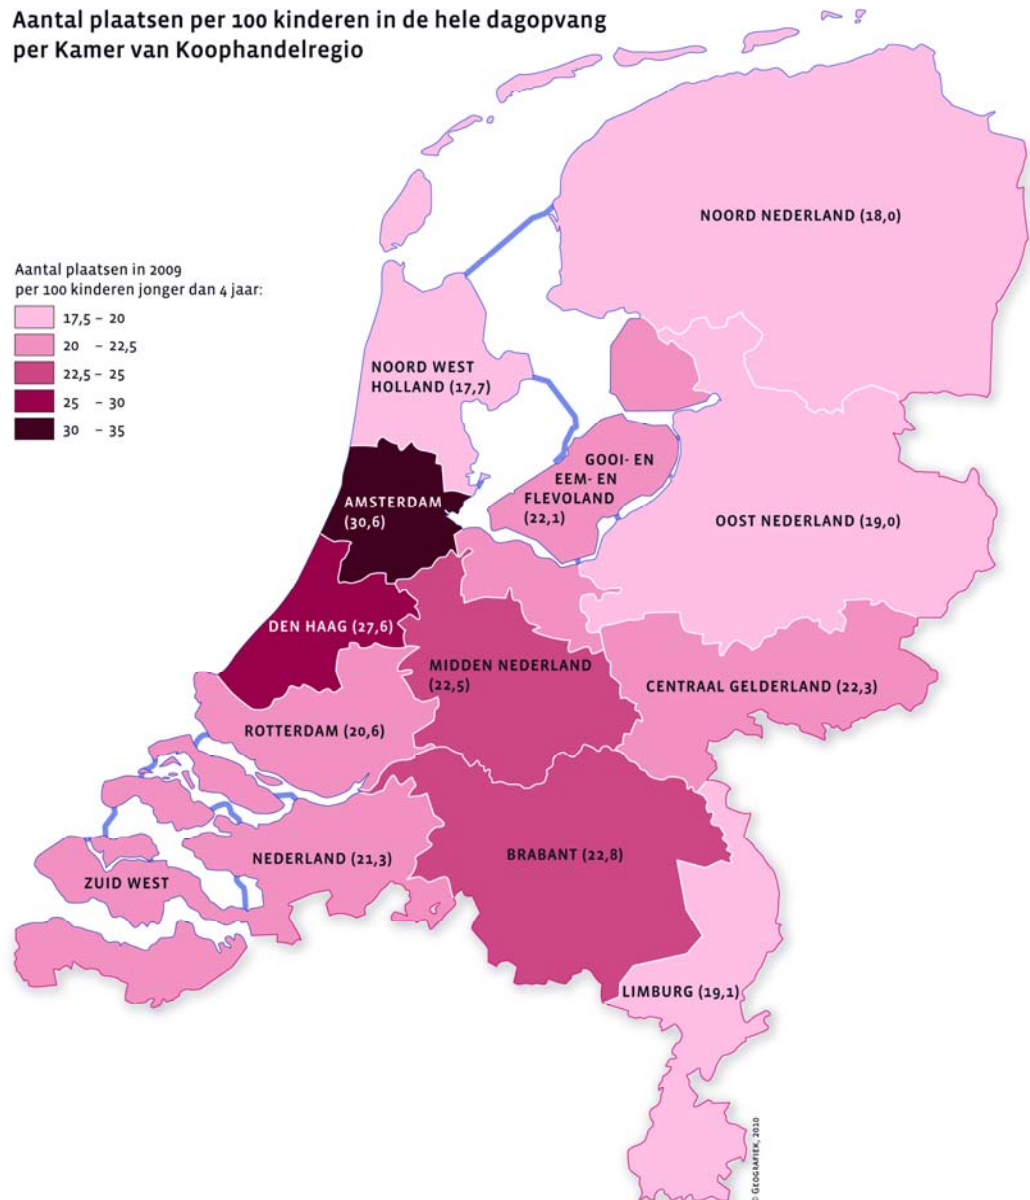 Aantal plaatsen per 100 kinderen in de hele dagopvang
per Kamer van Koophandelregio
NOORD NEDERLAND (18,0)
Aantal plaatsen in 2009
per 100 kinderen jonger dan 4 jaar:
17,5 – 20
20 – 22,5
22,5 – 25
25 – 30
30 – 35
NOORD WEST
HOLLAND (17,7)
GOOI- EN
EEM- EN
FLEVOLAND
(22,1)
AMSTERDAM
(30,6)
OOST NEDERLAND (19,0)
DEN HAAG (27,6)
MIDDEN NEDERLAND
(22,5)
CENTRAAL GELDERLAND (22,3)
ROTTERDAM (20,6)
BRABANT (22,8)
NEDERLAND (21,3)
ZUID WEST
LIMBURG (19,1)
© GEOGRAFIEK, 2010